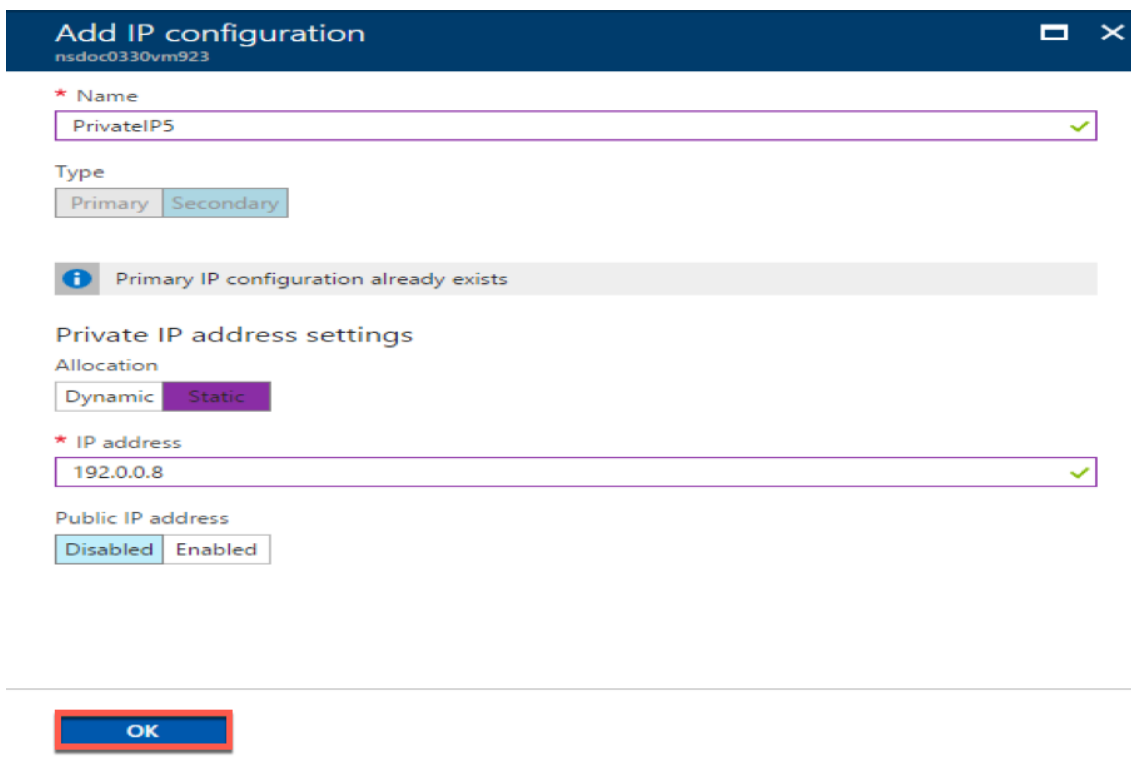 Add IP configuration
nsdoc0330vm923
* Name
PrivateIP5
Type
Primary Secondary
Primary IP configuration already exists
Private IP address settings
Allocation
Dynamic Static
* IP address
192.0.0.8
Public IP address
Disabled Enabled
OK